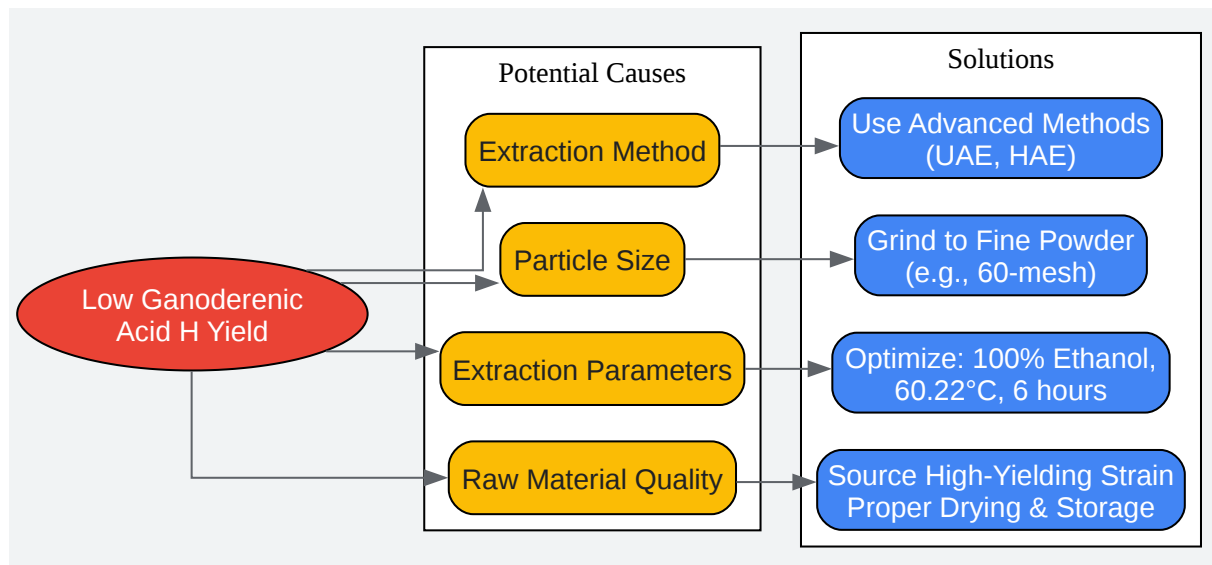 Low Ganoderenic
Acid H Yield
Potential Causes
Extraction Method
Particle Size
Extraction Parameters
Raw Material Quality
Solutions
Use Advanced Methods
(UAE, HAE)
Grind to Fine Powder
(e.g., 60-mesh)
Optimize: 100% Ethanol,
60.22°C, 6 hours
Source High-Yielding Strain
Proper Drying & Storage